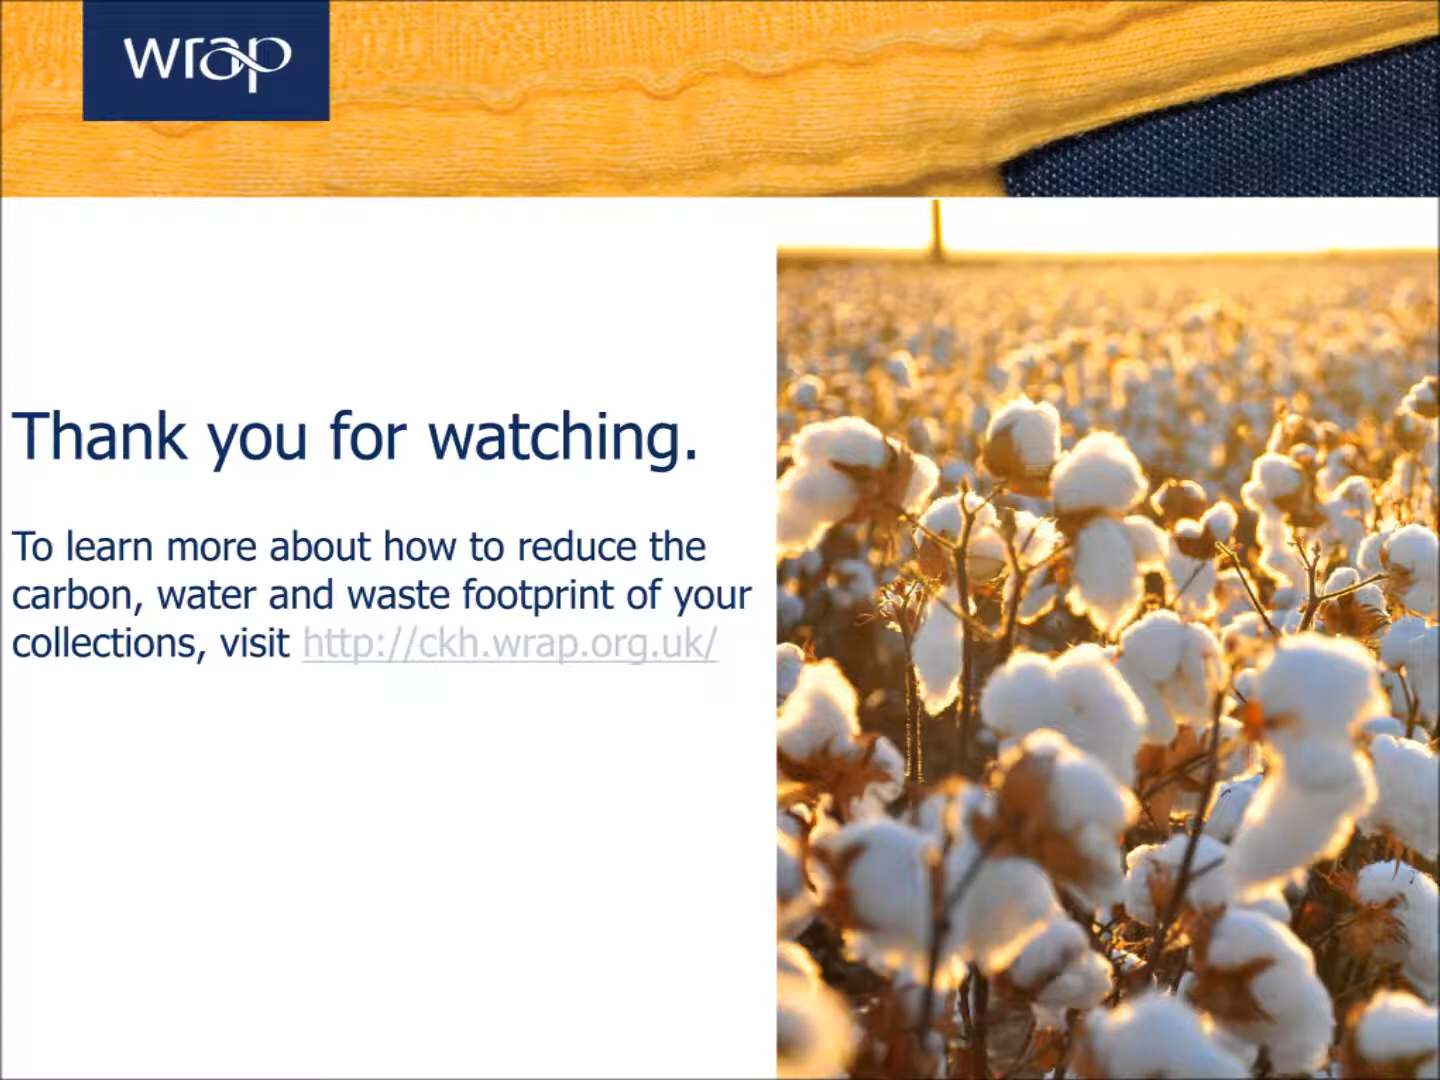 wrap
Thank you for watching.
To learn more about how to reduce the
carbon, water and waste footprint of your
collections, visit http://ckh.wrap.org.uk/